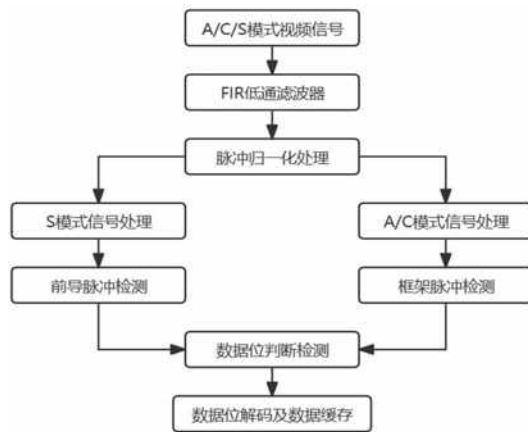 A/C/S模式视频信号
FIR低通滤波器
脉冲归一化处理
S模式信号处理
A/C模式信号处理
前导脉冲检测
框架脉冲检测
数据位判断检测
数据位解码及数据缓存